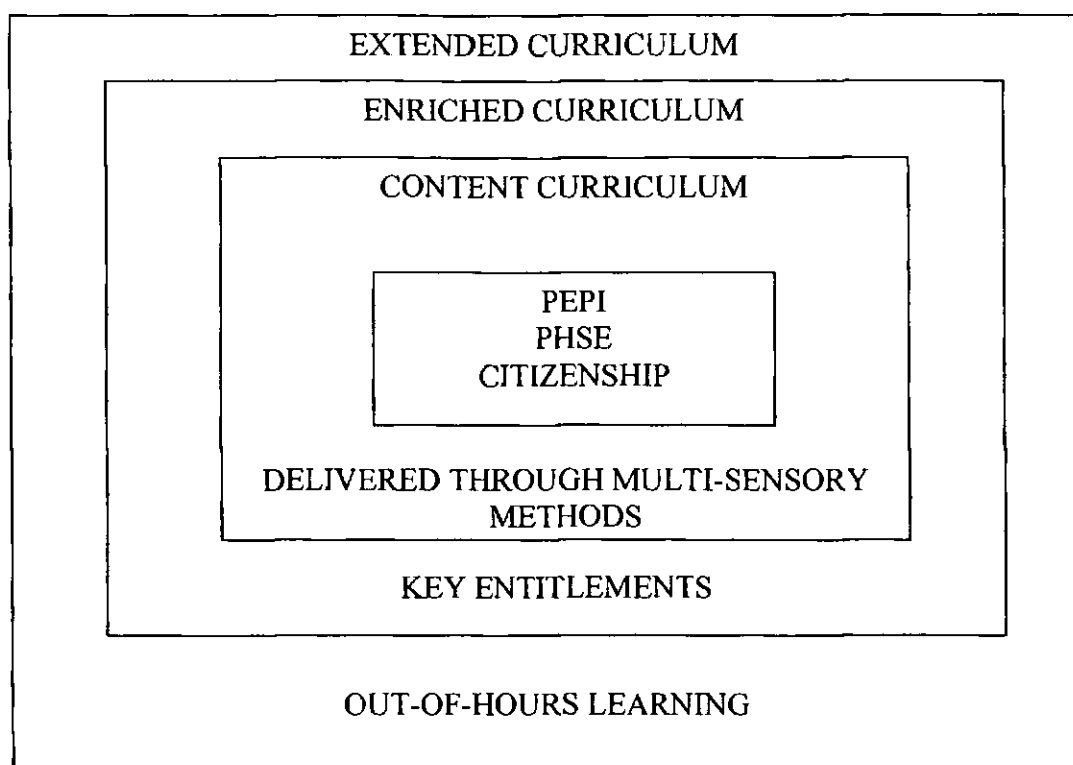 EXTENDED CURRICULUM
ENRICHED CURRICULUM
CONTENT CURRICULUM
PEPI
PHSE
CITIZENSHIP
DELIVERED THROUGH MULTI-SENSORY
METHODS
KEY ENTITLEMENTS
OUT-OF-HOURS LEARNING